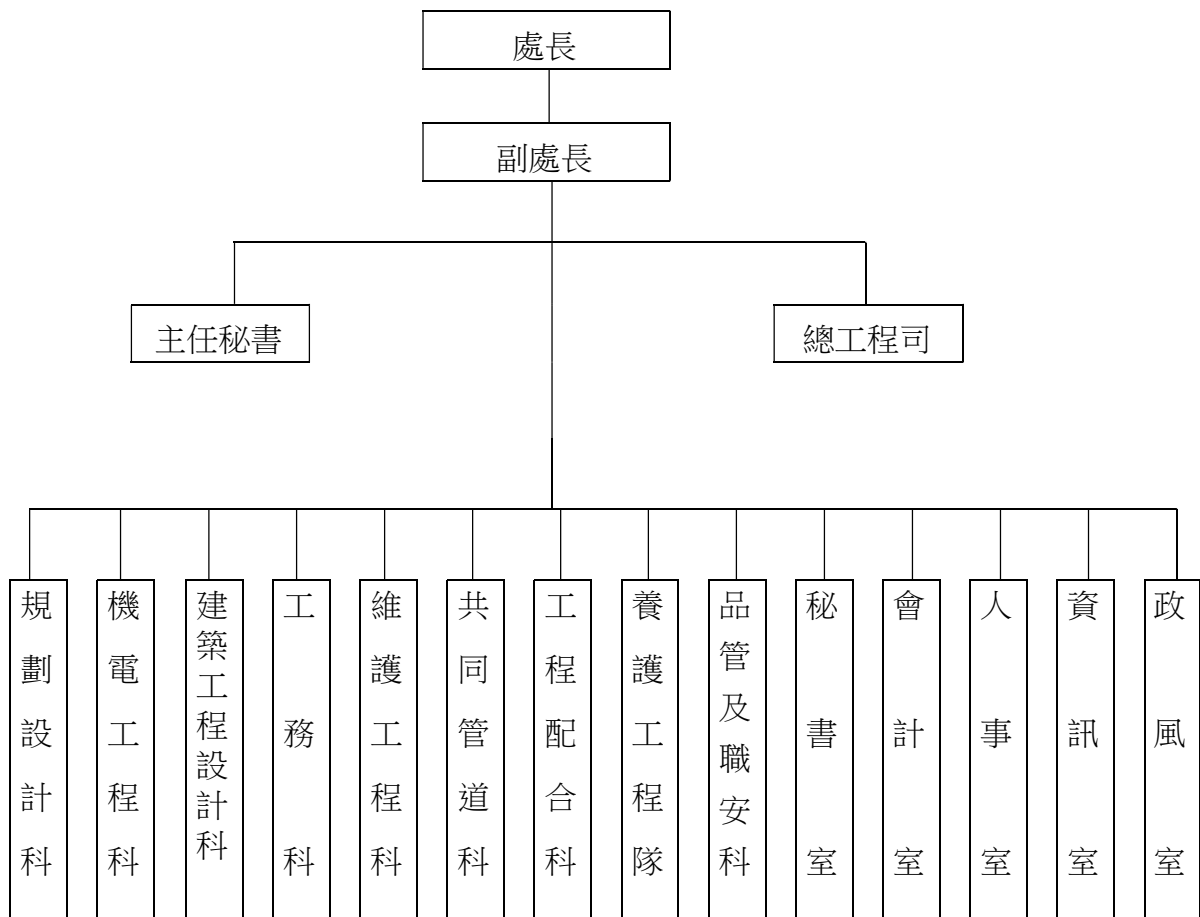 處長
副處長
主任秘書
總工程司
規劃設計科
機電工程科
建築工程設計科
工務科
維護工程科
共同管道科
工程配合科
養護工程隊
品管及職安科
秘書室
會計室
人事室
資訊室
政風室